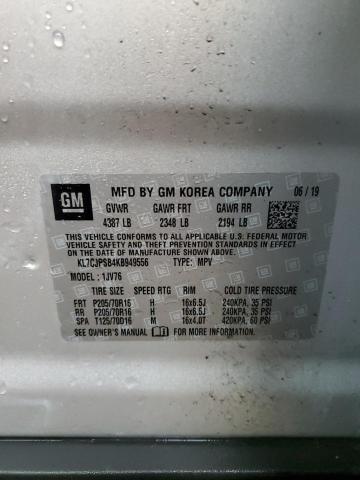 GM
MFD BY GM KOREA COMPANY 06/19
GVWR GAWR FRT GAWR RR
4387 LB 2348 LB 2194 LB
THIS VEHICLE CONFORMS TO ALL APPLICABLE U.S. FEDERAL MOTOR
VEHICLE SAFETY, BUMPER, AND THEFT PREVENTION STANDARDS
IN EFFECT ON THE DATE OF MANUFACTURE SHOWN ABOVE.
KL7CJPSB4KB949556 TYPE: MPV
MODEL: 1JV76
TIRE SIZE SPEED RTG RIM COLD TIRE PRESSURE
FRT P205/70R16 H 16x6.5J 240KPA, 35 PSI
RR P205/70R16 H 16x6.5J 240KPA, 35 PSI
SPA T125/70D16 M 16x4.0T 420KPA, 60 PSI
SEE OWNER'S MANUAL FOR ADDITIONAL INFORMATION